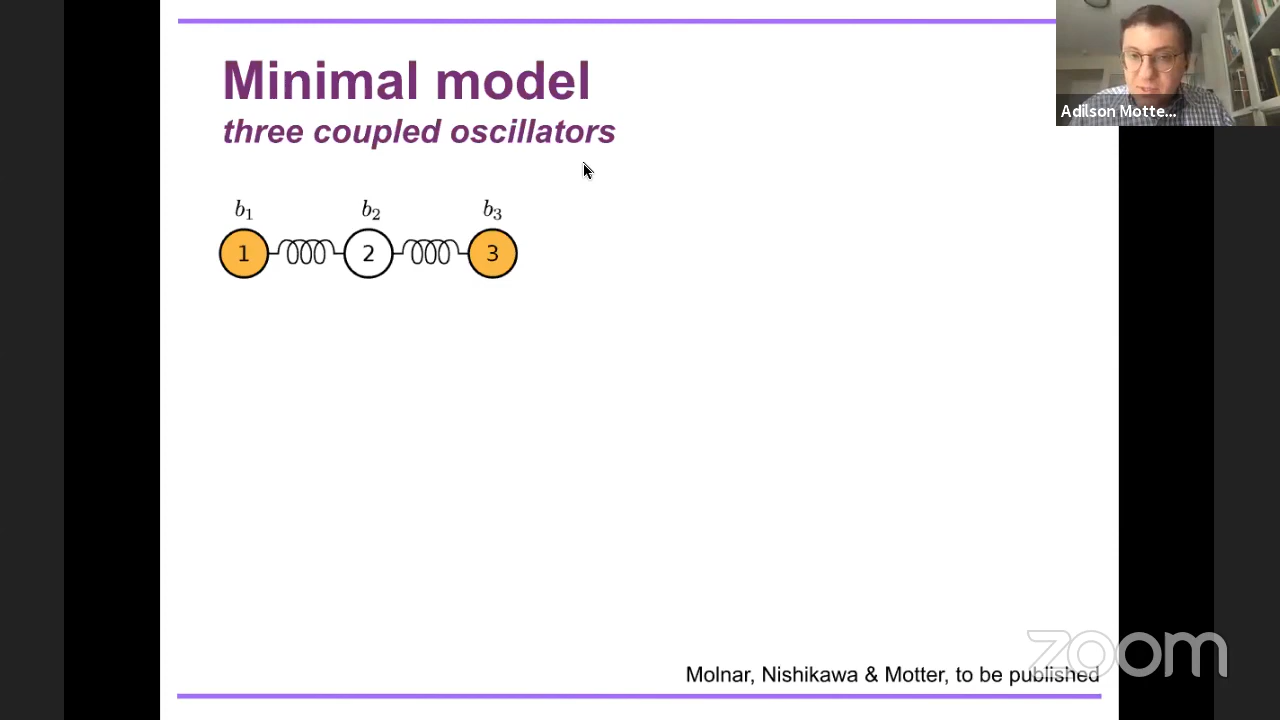 Minimal model
three coupled oscillators
Adilson Motte...
b₁ b₂ b₃
1 2 3
Molnar, Nishikawa & Motter, to be published
zoom